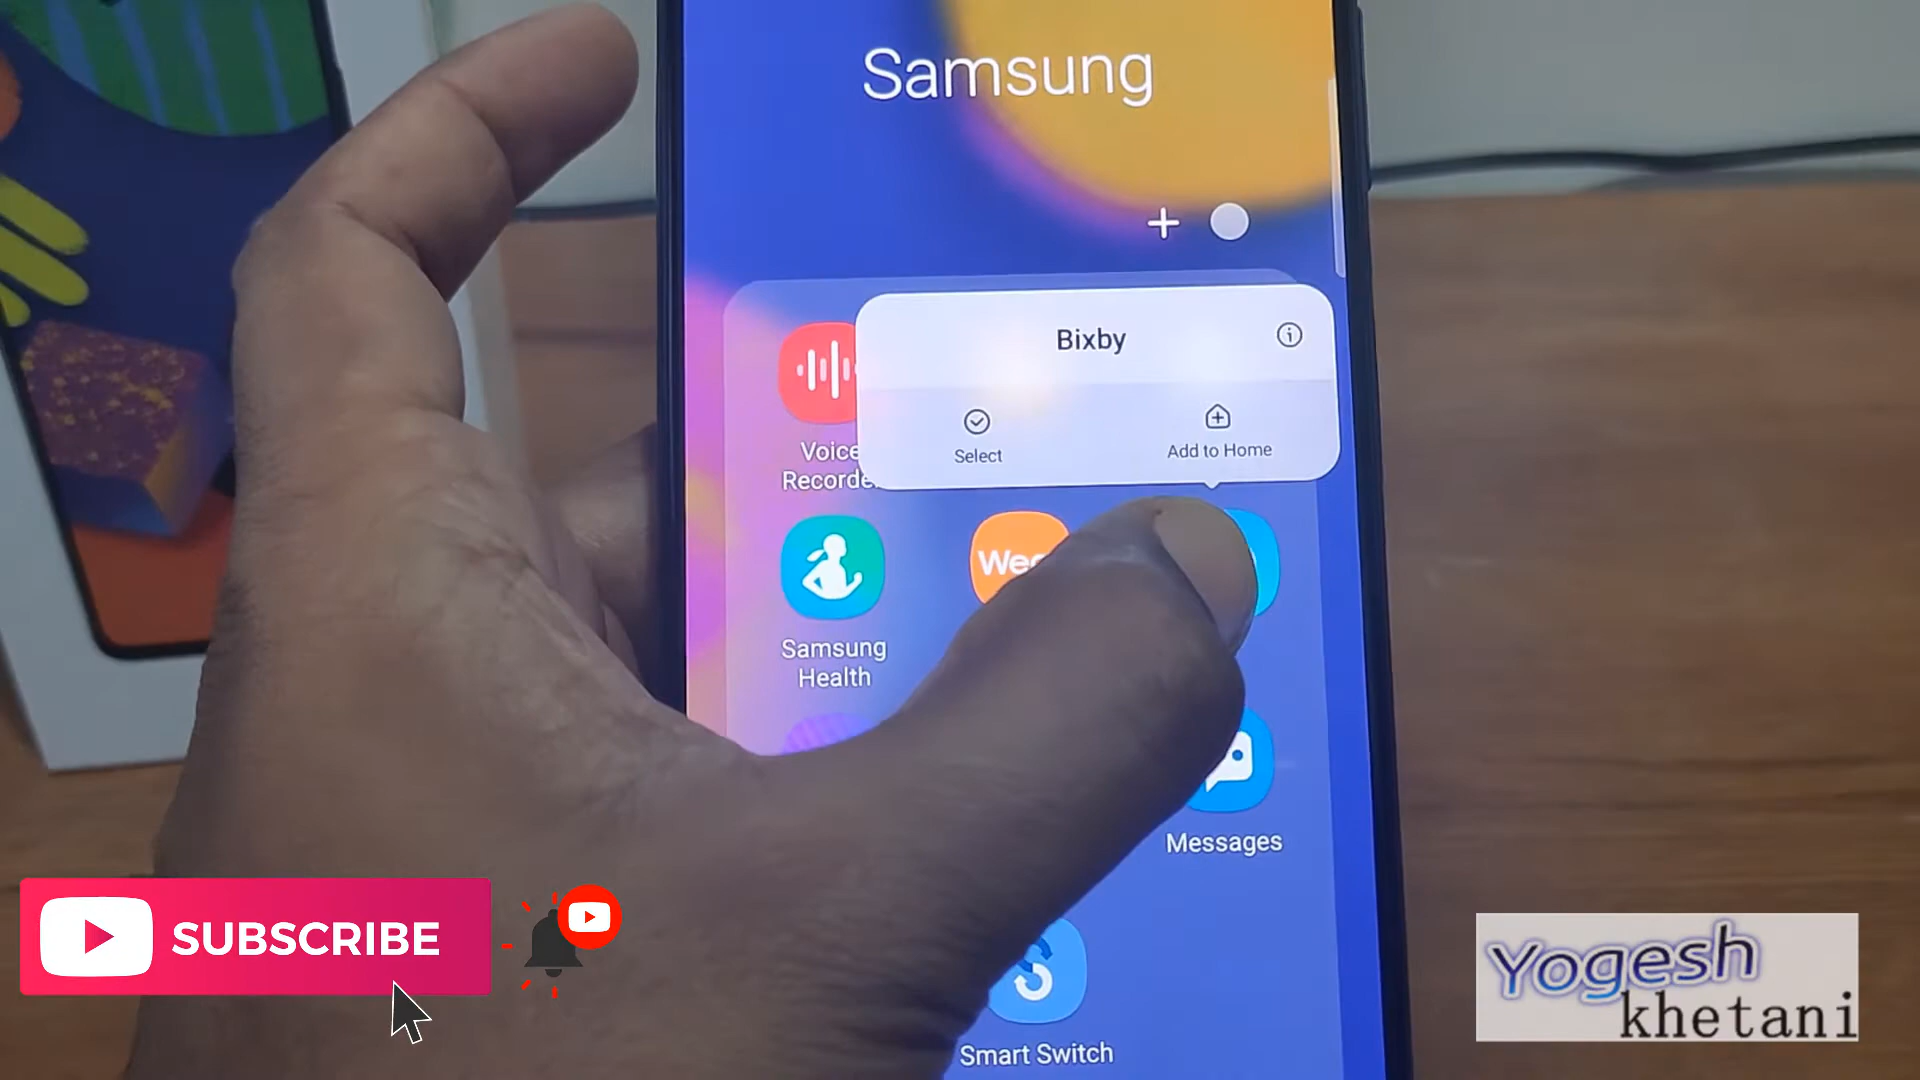 Samsung
Bixby
Select
Add to Home
Voice
Recorde
Samsung
Health
Messages
Smart Switch
SUBSCRIBE
Yogesh
khetani